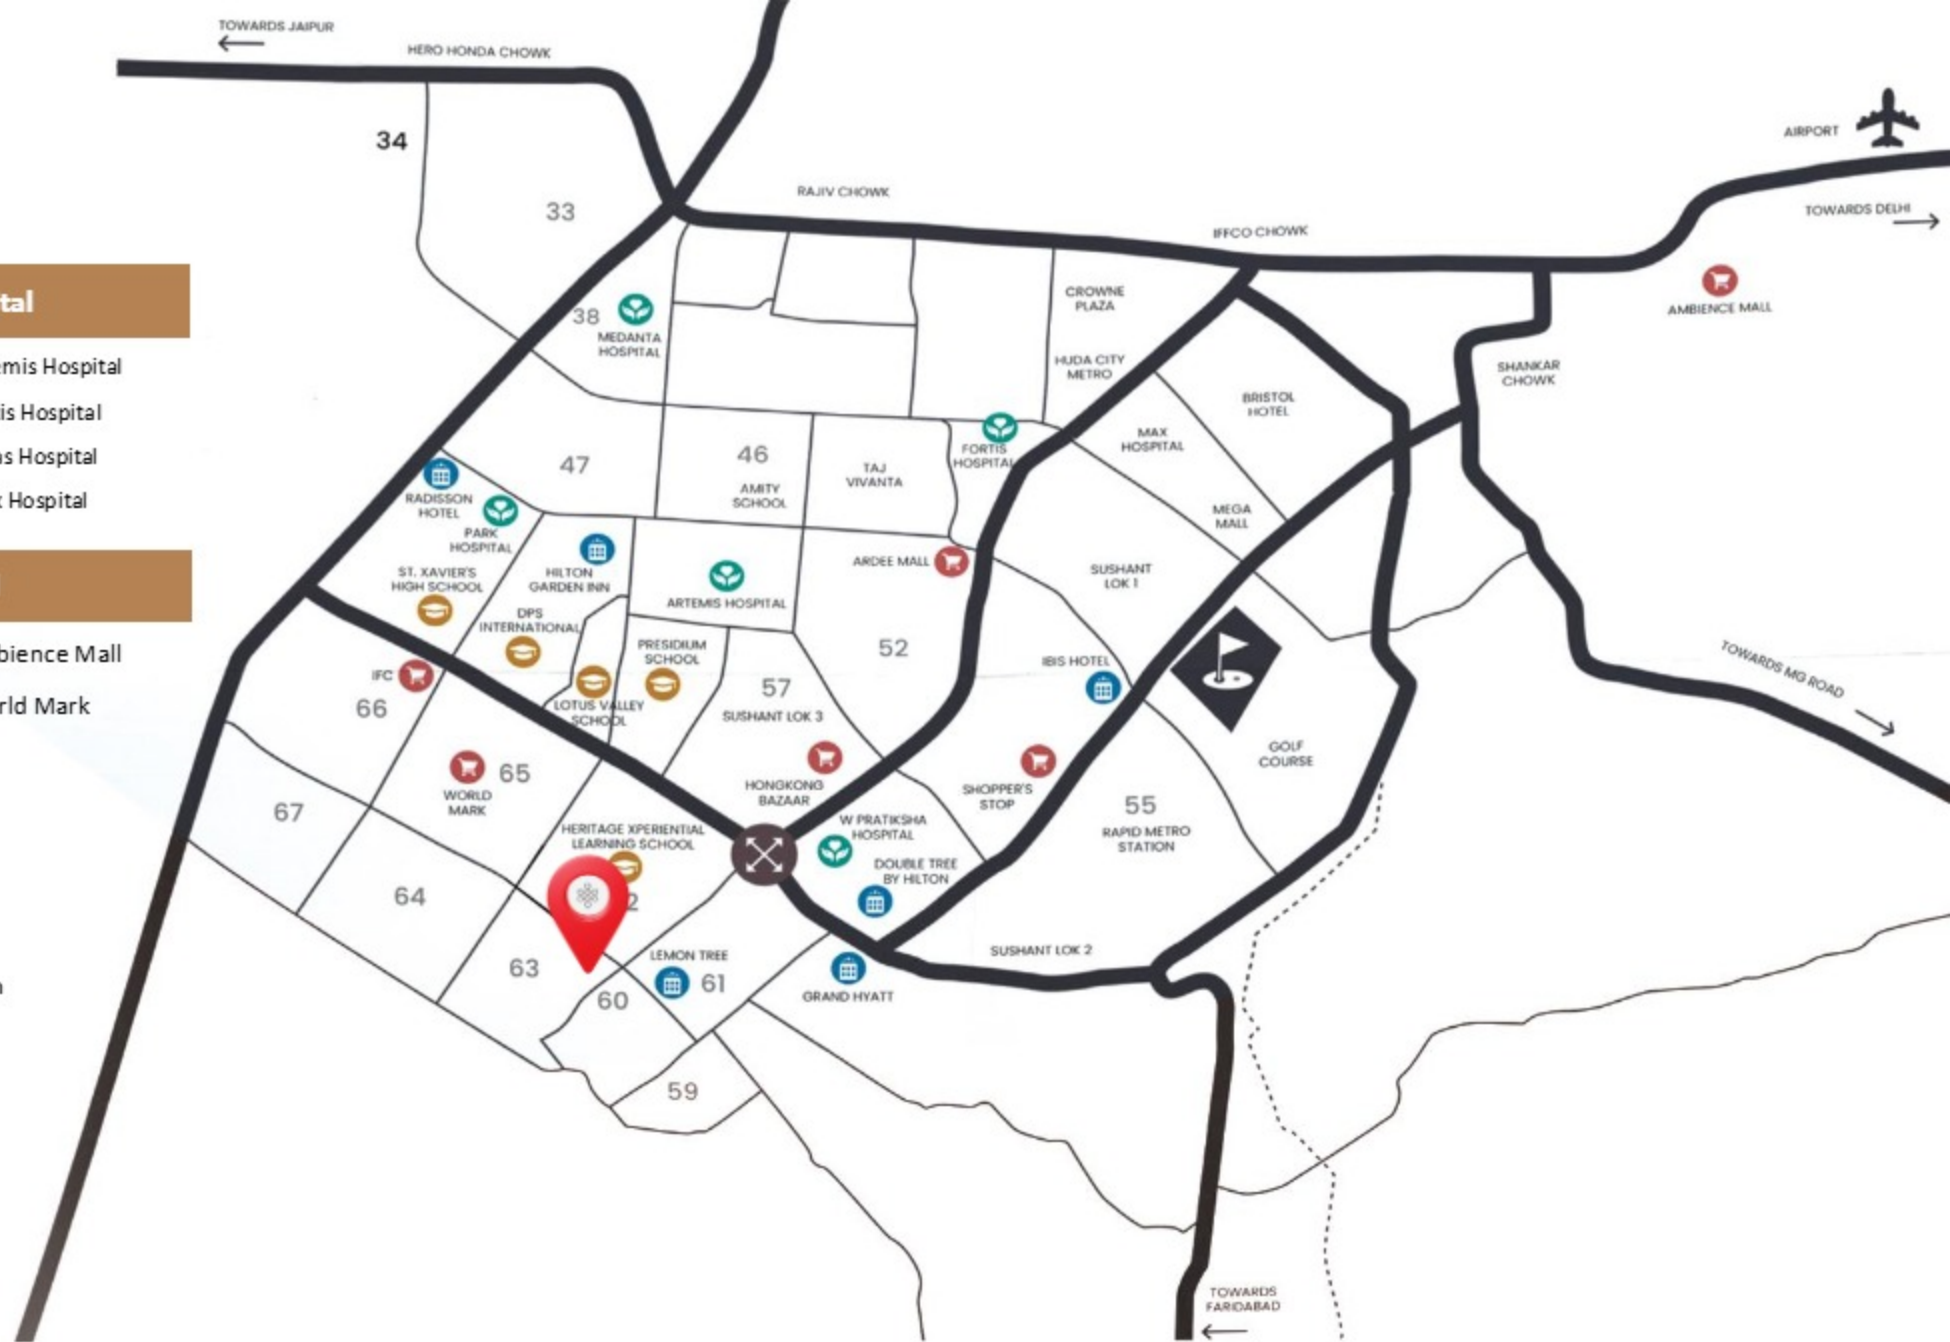 TOWARDS JAIPUR
HERO HONDA CHOWK
34
33
RAJIV CHOWK
IFFCO CHOWK
AIRPORT
TOWARDS DELHI
AMBIENCE MALL
SHANKAR
CHOWK
CROWNE
PLAZA
HUDA CITY
METRO
38
MEDANTA
HOSPITAL
BRISTOL
HOTEL
MAX
HOSPITAL
FORTIS
HOSPITAL
47
46
AMITY
SCHOOL
TAJ
VIVANTA
MEGA
MALL
RADISSON
HOTEL
PARK
HOSPITAL
ST. XAVIER'S
HIGH SCHOOL
HILTON
GARDEN INN
ARTEMIS HOSPITAL
ARDEE MALL
SUSHANT
LOK 1
DPS
INTERNATIONAL
PRESIDIUM
SCHOOL
52
IBIS HOTEL
TOWARDS MG ROAD
IFC
66
LOTUS VALLEY
SCHOOL
57
SUSHANT LOK 3
GOLF
COURSE
WORLD
MARK
65
HONGKONG
BAZAAR
SHOPPER'S
STOP
55
RAPID METRO
STATION
67
HERITAGE XPERIENTIAL
LEARNING SCHOOL
W PRATIKSHA
HOSPITAL
DOUBLE TREE
BY HILTON
64
2
63
LEMON TREE
61
60
GRAND HYATT
SUSHANT LOK 2
59
TOWARDS
FARIDABAD
tal
emis Hospital
is Hospital
as Hospital
x Hospital
bience Mall
rld Mark